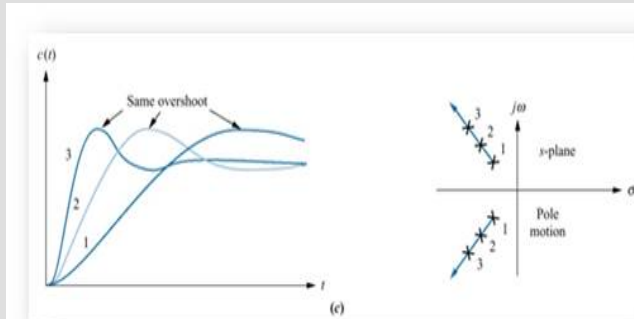 c(t)
Same overshoot
3
2
1
t
jω
3
2
1
s-plane
σ
Pole
motion
1
2
3
(c)